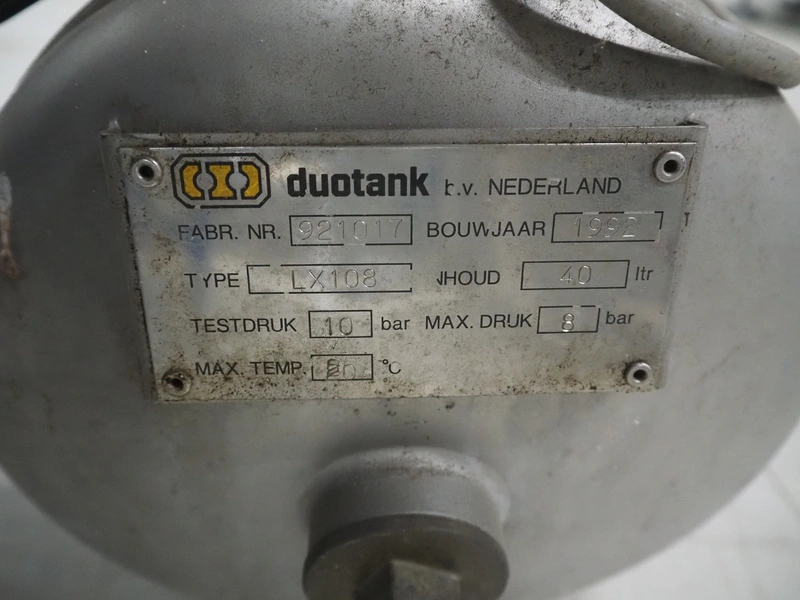 duotank b.v. NEDERLAND
FABR. NR. 921017 BOUWJAAR 1992
TYPE LX108 INHOUD 40 ltr
TESTDRUK 10 bar MAX. DRUK 8 bar
MAX. TEMP. °C